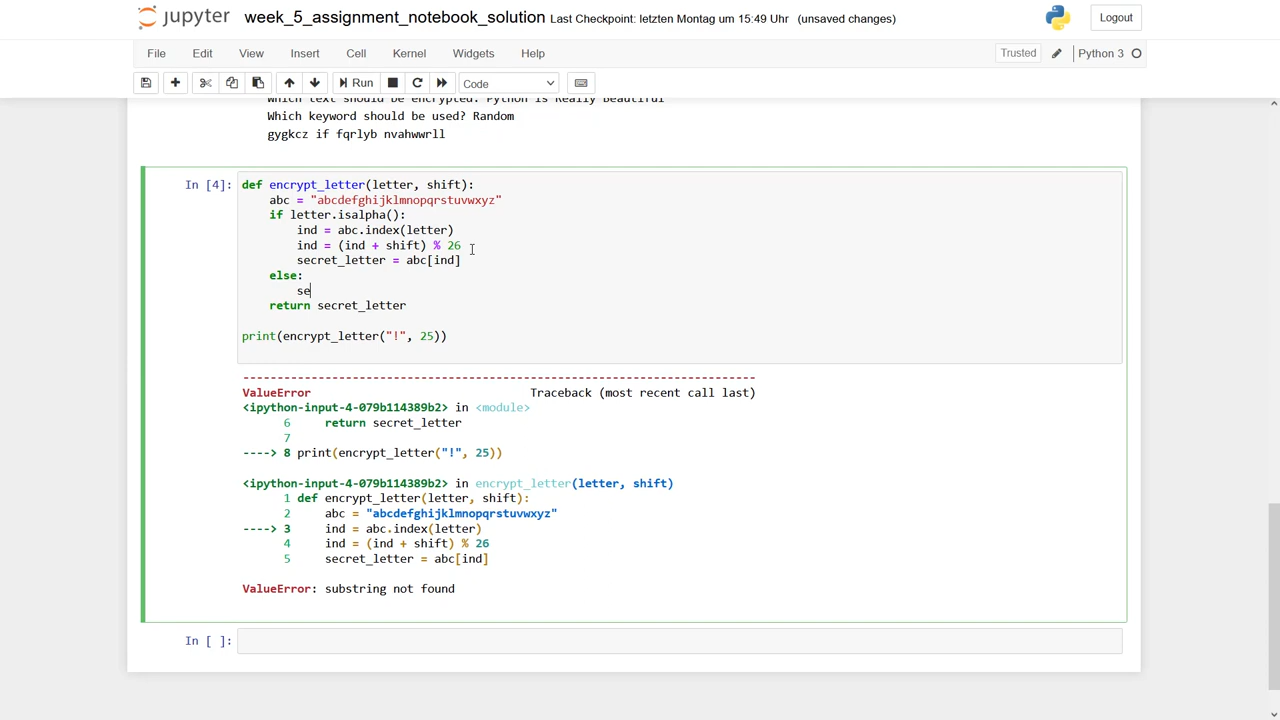 jupyter week_5_assignment_notebook_solution Last Checkpoint: letzten Montag um 15:49 Uhr (unsaved changes) Logout
File Edit View Insert Cell Kernel Widgets Help Trusted Python 3
Run Code
Which text should be encrypted: Python is Really Beautiful
Which keyword should be used? Random
gygkcz if fqrlyb nvahwwrll
In [4]: def encrypt_letter(letter, shift):
abc = "abcdefghijklmnopqrstuvwxyz"
if letter.isalpha():
ind = abc.index(letter)
ind = (ind + shift) % 26
secret_letter = abc[ind]
else:
se
return secret_letter
print(encrypt_letter("!", 25))
---------------------------------------------------------------------------
ValueError Traceback (most recent call last)
<ipython-input-4-079b114389b2> in <module>
6 return secret_letter
7
----> 8 print(encrypt_letter("!", 25))
<ipython-input-4-079b114389b2> in encrypt_letter(letter, shift)
1 def encrypt_letter(letter, shift):
2 abc = "abcdefghijklmnopqrstuvwxyz"
----> 3 ind = abc.index(letter)
4 ind = (ind + shift) % 26
5 secret_letter = abc[ind]
ValueError: substring not found
In [ ]: